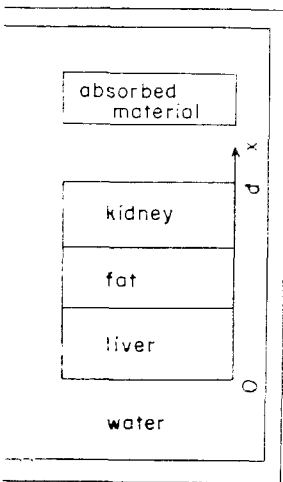 absorbed
material
x
d
kidney
fat
liver
0
water